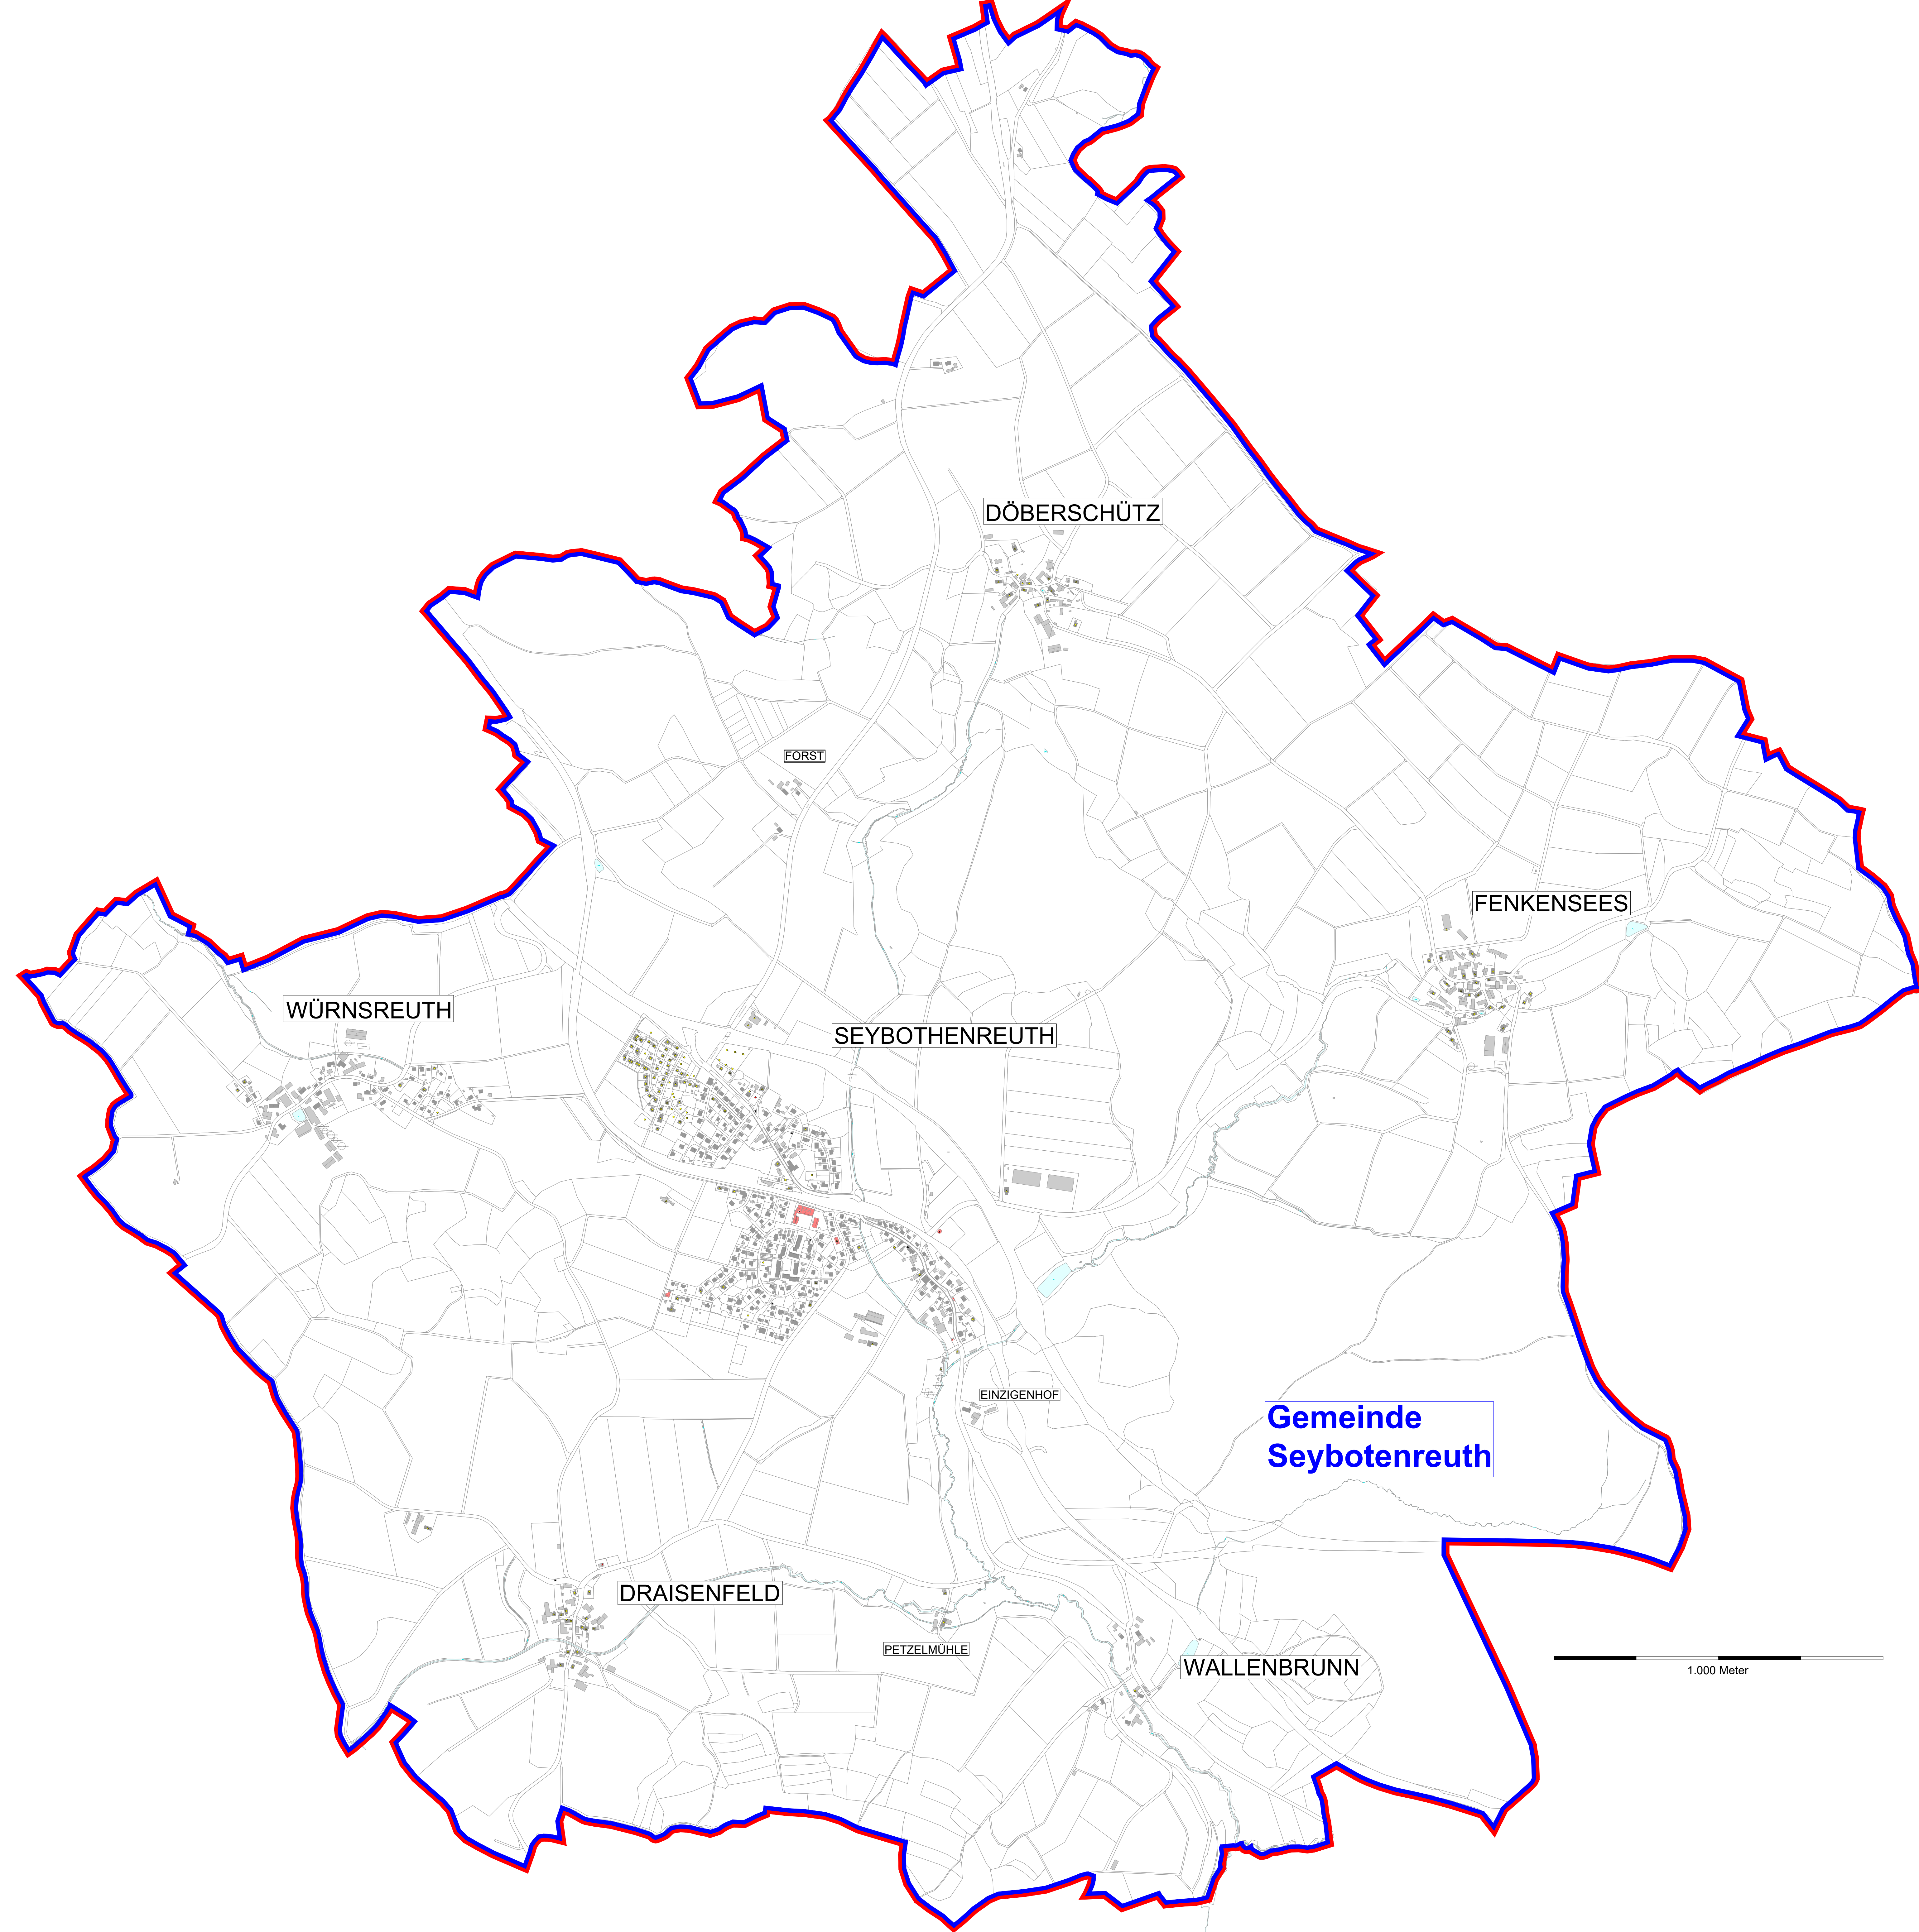 DÖBERSCHÜTZ
FORST
FENKENSEES
WÜRNSREUTH
SEYBOTHENREUTH
EINZIGENHOF
Gemeinde
Seybotenreuth
DRAISENFELD
PETZELMÜHLE
WALLENBRUNN
1.000 Meter